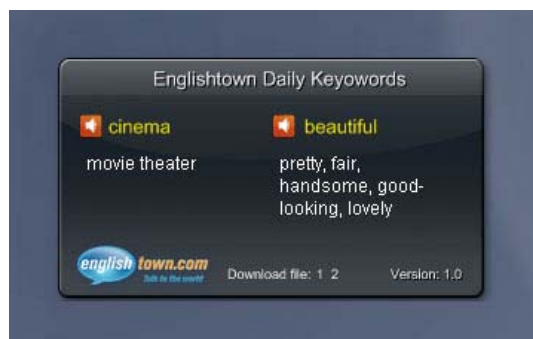 Englishtown Daily Keyowords
cinema
movie theater
beautiful
pretty, fair,
handsome, good-
looking, lovely
english town.com
Talk to the world
Download file: 1 2
Version: 1.0